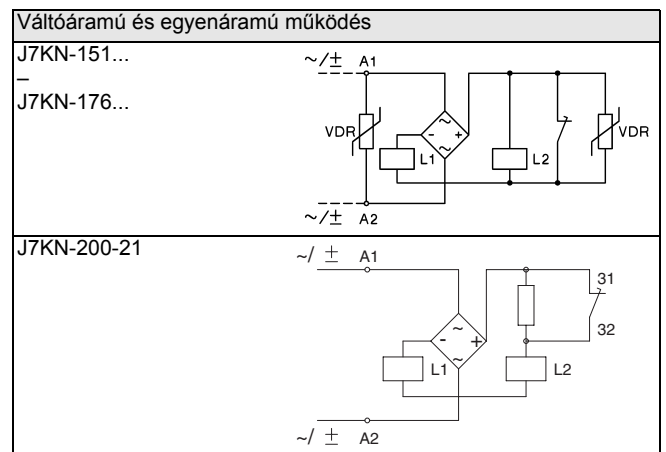 Váltóáramú és egyenáramú működés
J7KN-151...
–
J7KN-176...
~/± A1
VDR
~
- +
~
L1
L2
VDR
~/± A2
J7KN-200-21
~/ ± A1
31
32
~
- +
~
L1
L2
~/ ± A2